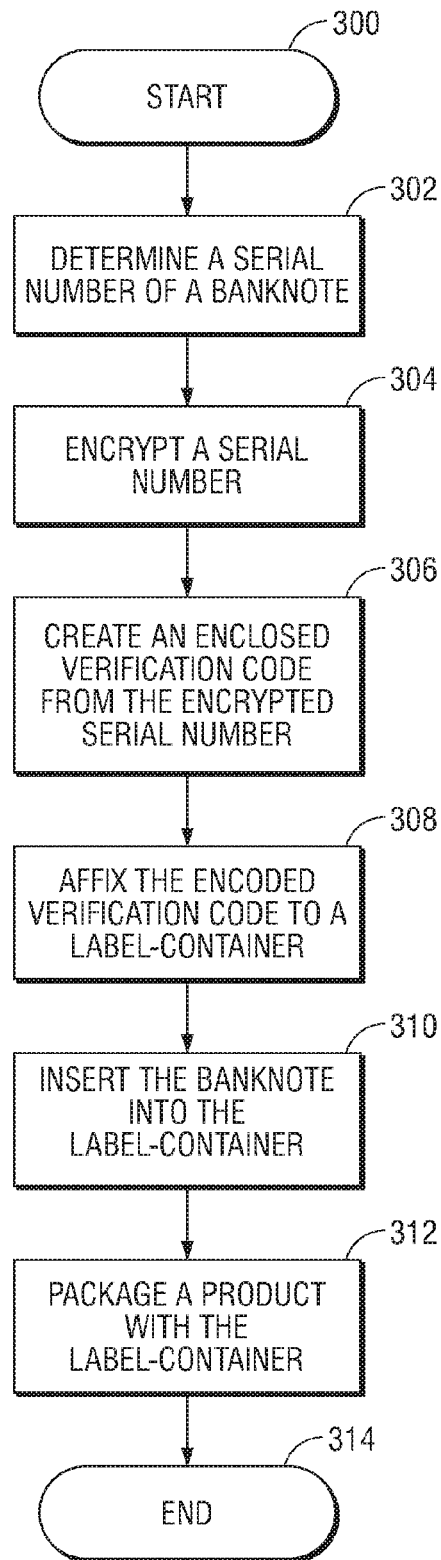 300
START
302
DETERMINE A SERIAL
NUMBER OF A BANKNOTE
304
ENCRYPT A SERIAL
NUMBER
306
CREATE AN ENCLOSED
VERIFICATION CODE
FROM THE ENCRYPTED
SERIAL NUMBER
308
AFFIX THE ENCODED
VERIFICATION CODE TO A
LABEL-CONTAINER
310
INSERT THE BANKNOTE
INTO THE
LABEL-CONTAINER
312
PACKAGE A PRODUCT
WITH THE
LABEL-CONTAINER
314
END